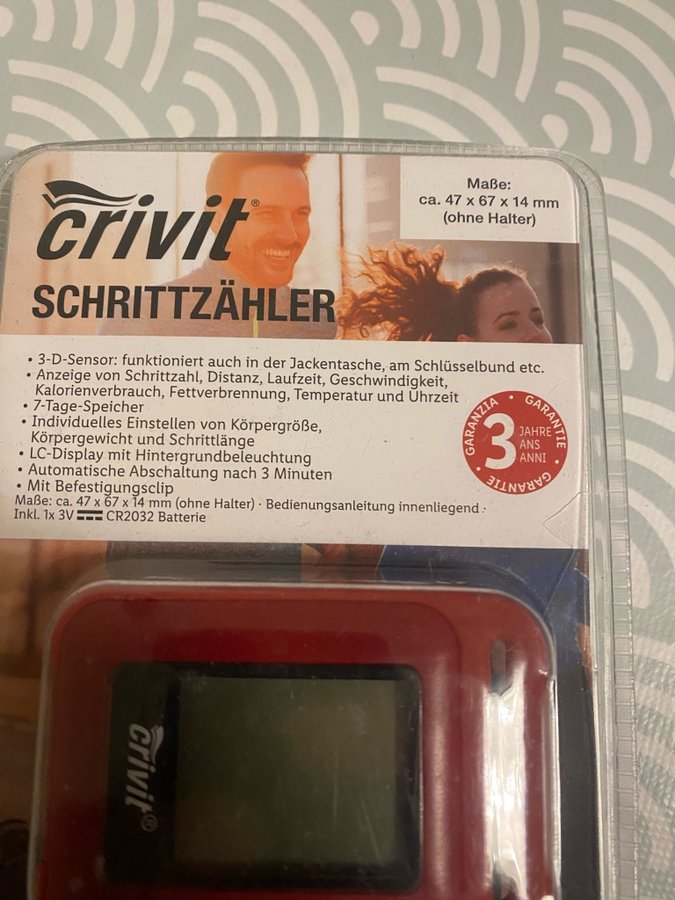 crivit®
SCHRITTZÄHLER
Maße:
ca. 47 x 67 x 14 mm
(ohne Halter)
• 3-D-Sensor: funktioniert auch in der Jackentasche, am Schlüsselbund etc.
• Anzeige von Schrittzahl, Distanz, Laufzeit, Geschwindigkeit,
Kalorienverbrauch, Fettverbrennung, Temperatur und Uhrzeit
• 7-Tage-Speicher
• Individuelles Einstellen von Körpergröße,
Körpergewicht und Schrittlänge
• LC-Display mit Hintergrundbeleuchtung
• Automatische Abschaltung nach 3 Minuten
• Mit Befestigungsclip
Maße: ca. 47 x 67 x 14 mm (ohne Halter) · Bedienungsanleitung innenliegend ·
Inkl. 1x 3V CR2032 Batterie
GARANZIA • GARANTIE • GARANTIE •
3 JAHRE
ANS
ANNI
crivit®